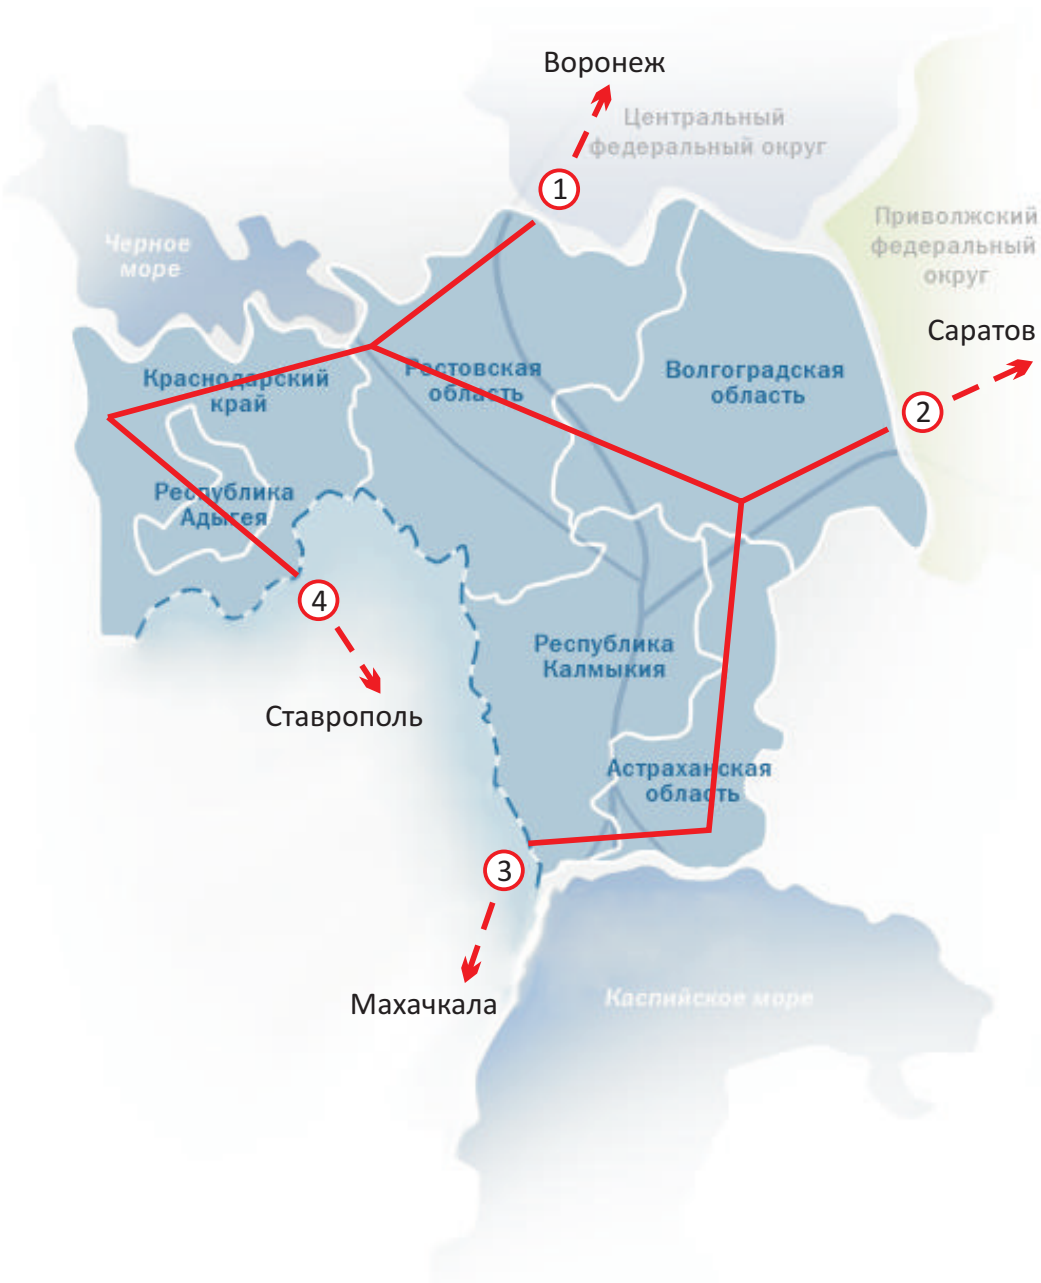 Воронеж
Центральный
федеральный округ
1
Приволжский
федеральный
округ
Черное
море
Саратов
Ростовская
область
Волгоградская
область
Краснодарский
край
2
Республика
Адыгея
4
Республика
Калмыкия
Ставрополь
Астраханская
область
3
Махачкала
Каспийское море